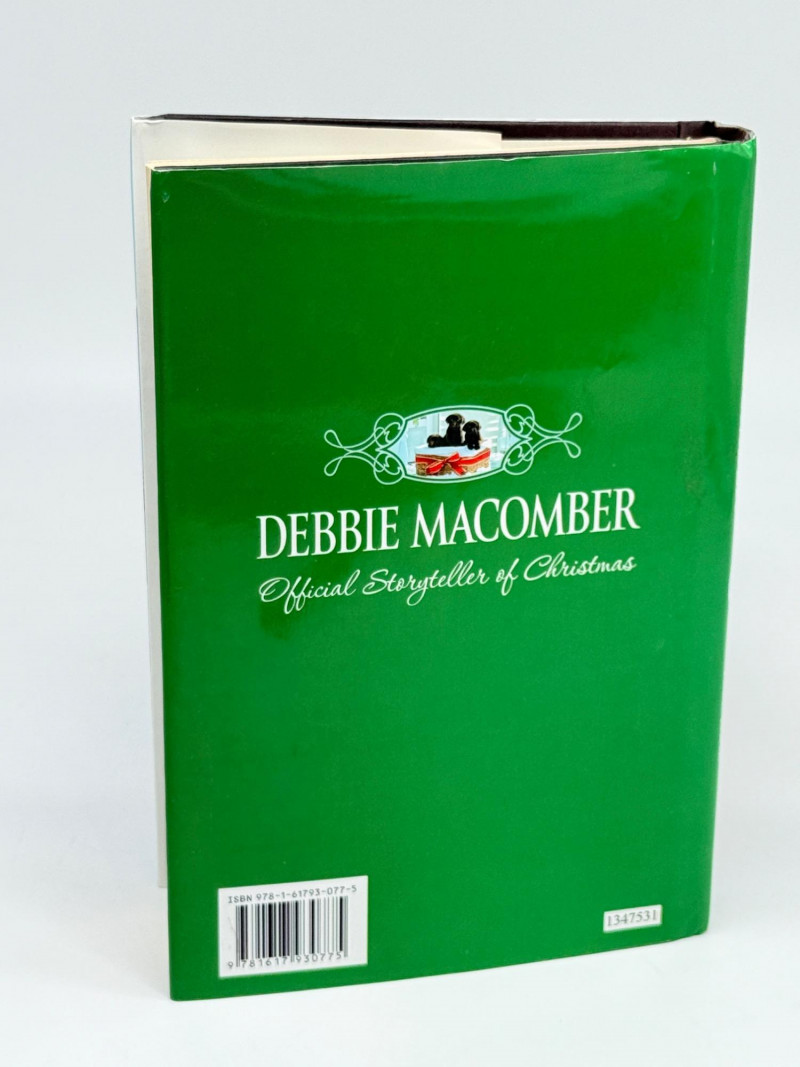 DEBBIE MACOMBER
Official Storyteller of Christmas
ISBN 978-1-61793-077-5
9 781617 930775
1347531